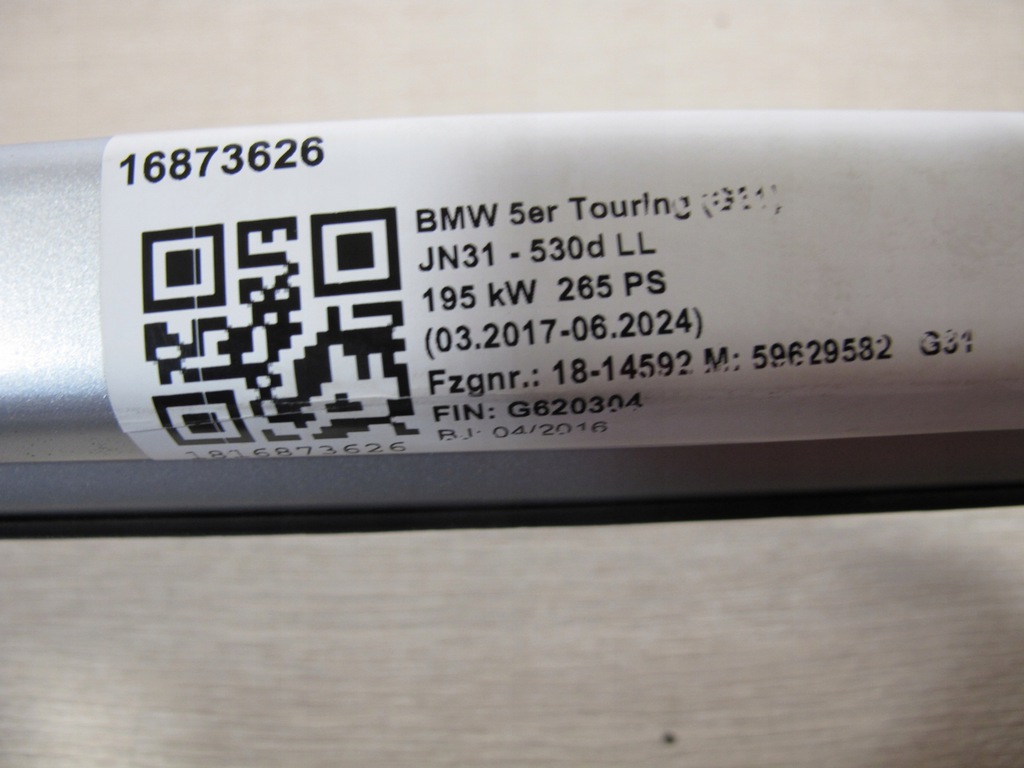 16873626
BMW 5er Touring
JN31 - 530d LL
195 kW 265 PS
(03.2017-06.2024)
Fzgnr.: 18-14592 M: 59629582 G31
FIN: G620304
BJ: 04/2016
1816873626